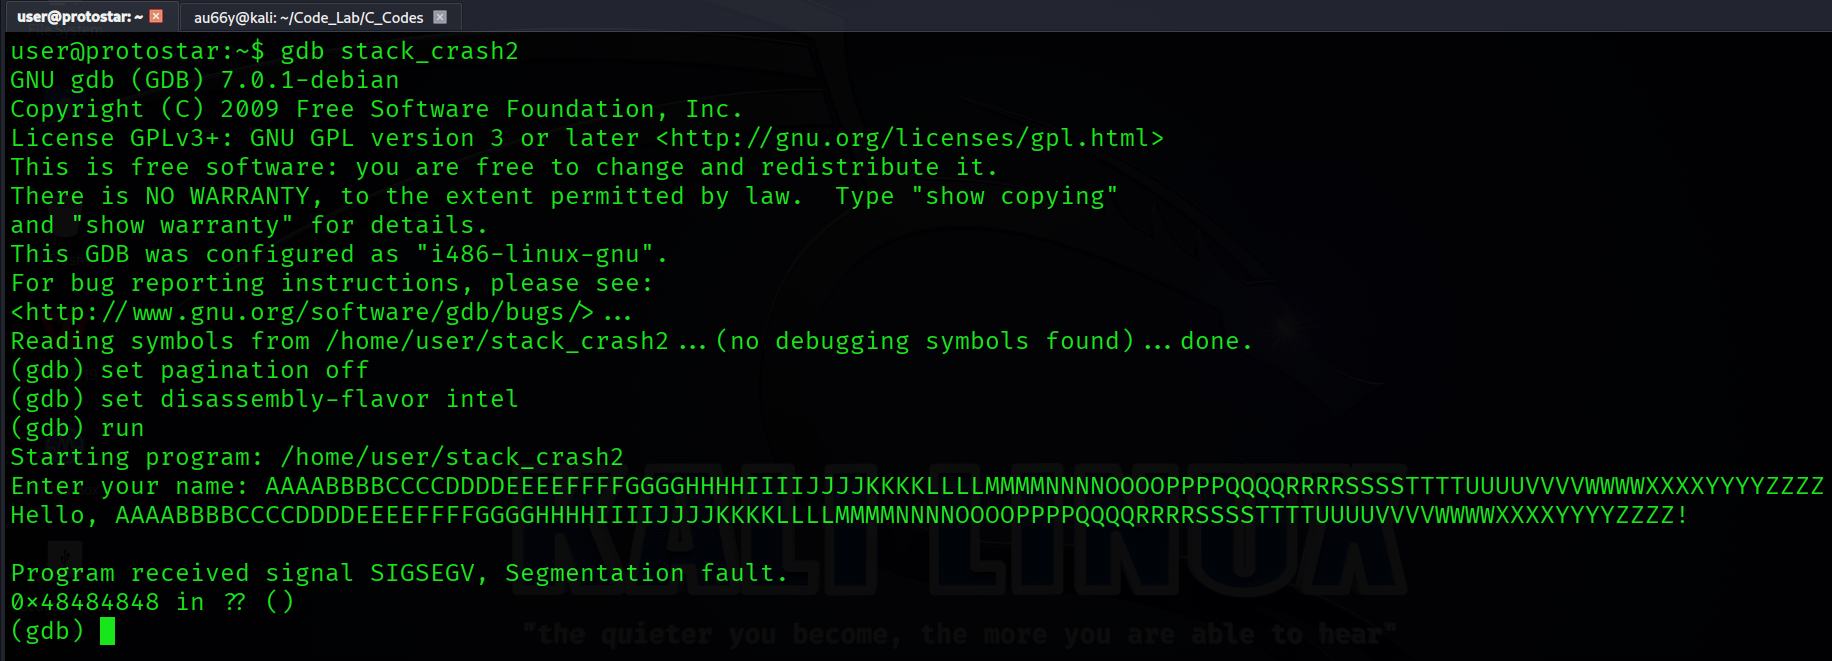 user@protostar: ~
au66y@kali: ~/Code_Lab/C_Codes
user@protostar:~$ gdb stack_crash2
GNU gdb (GDB) 7.0.1-debian
Copyright (C) 2009 Free Software Foundation, Inc.
License GPLv3+: GNU GPL version 3 or later <http://gnu.org/licenses/gpl.html>
This is free software: you are free to change and redistribute it.
There is NO WARRANTY, to the extent permitted by law.  Type "show copying"
and "show warranty" for details.
This GDB was configured as "i486-linux-gnu".
For bug reporting instructions, please see:
<http://www.gnu.org/software/gdb/bugs/>...
Reading symbols from /home/user/stack_crash2...(no debugging symbols found)...done.
(gdb) set pagination off
(gdb) set disassembly-flavor intel
(gdb) run
Starting program: /home/user/stack_crash2
Enter your name: AAAABBBBCCCCDDDDEEEEFFFFGGGGHHHHIIIIJJJJKKKKLLLLMMMMNNNNOOOOPPPPQQQQRRRRSSSSTTTTUUUUVVVVWWWWXXXXYYYYZZZZ
Hello, AAAABBBBCCCCDDDDEEEEFFFFGGGGHHHHIIIIJJJJKKKKLLLLMMMMNNNNOOOOPPPPQQQQRRRRSSSSTTTTUUUUVVVVWWWWXXXXYYYYZZZZ!
Program received signal SIGSEGV, Segmentation fault.
0x48484848 in ?? ()
(gdb)
KALI LINUX
"the quieter you become, the more you are able to hear"